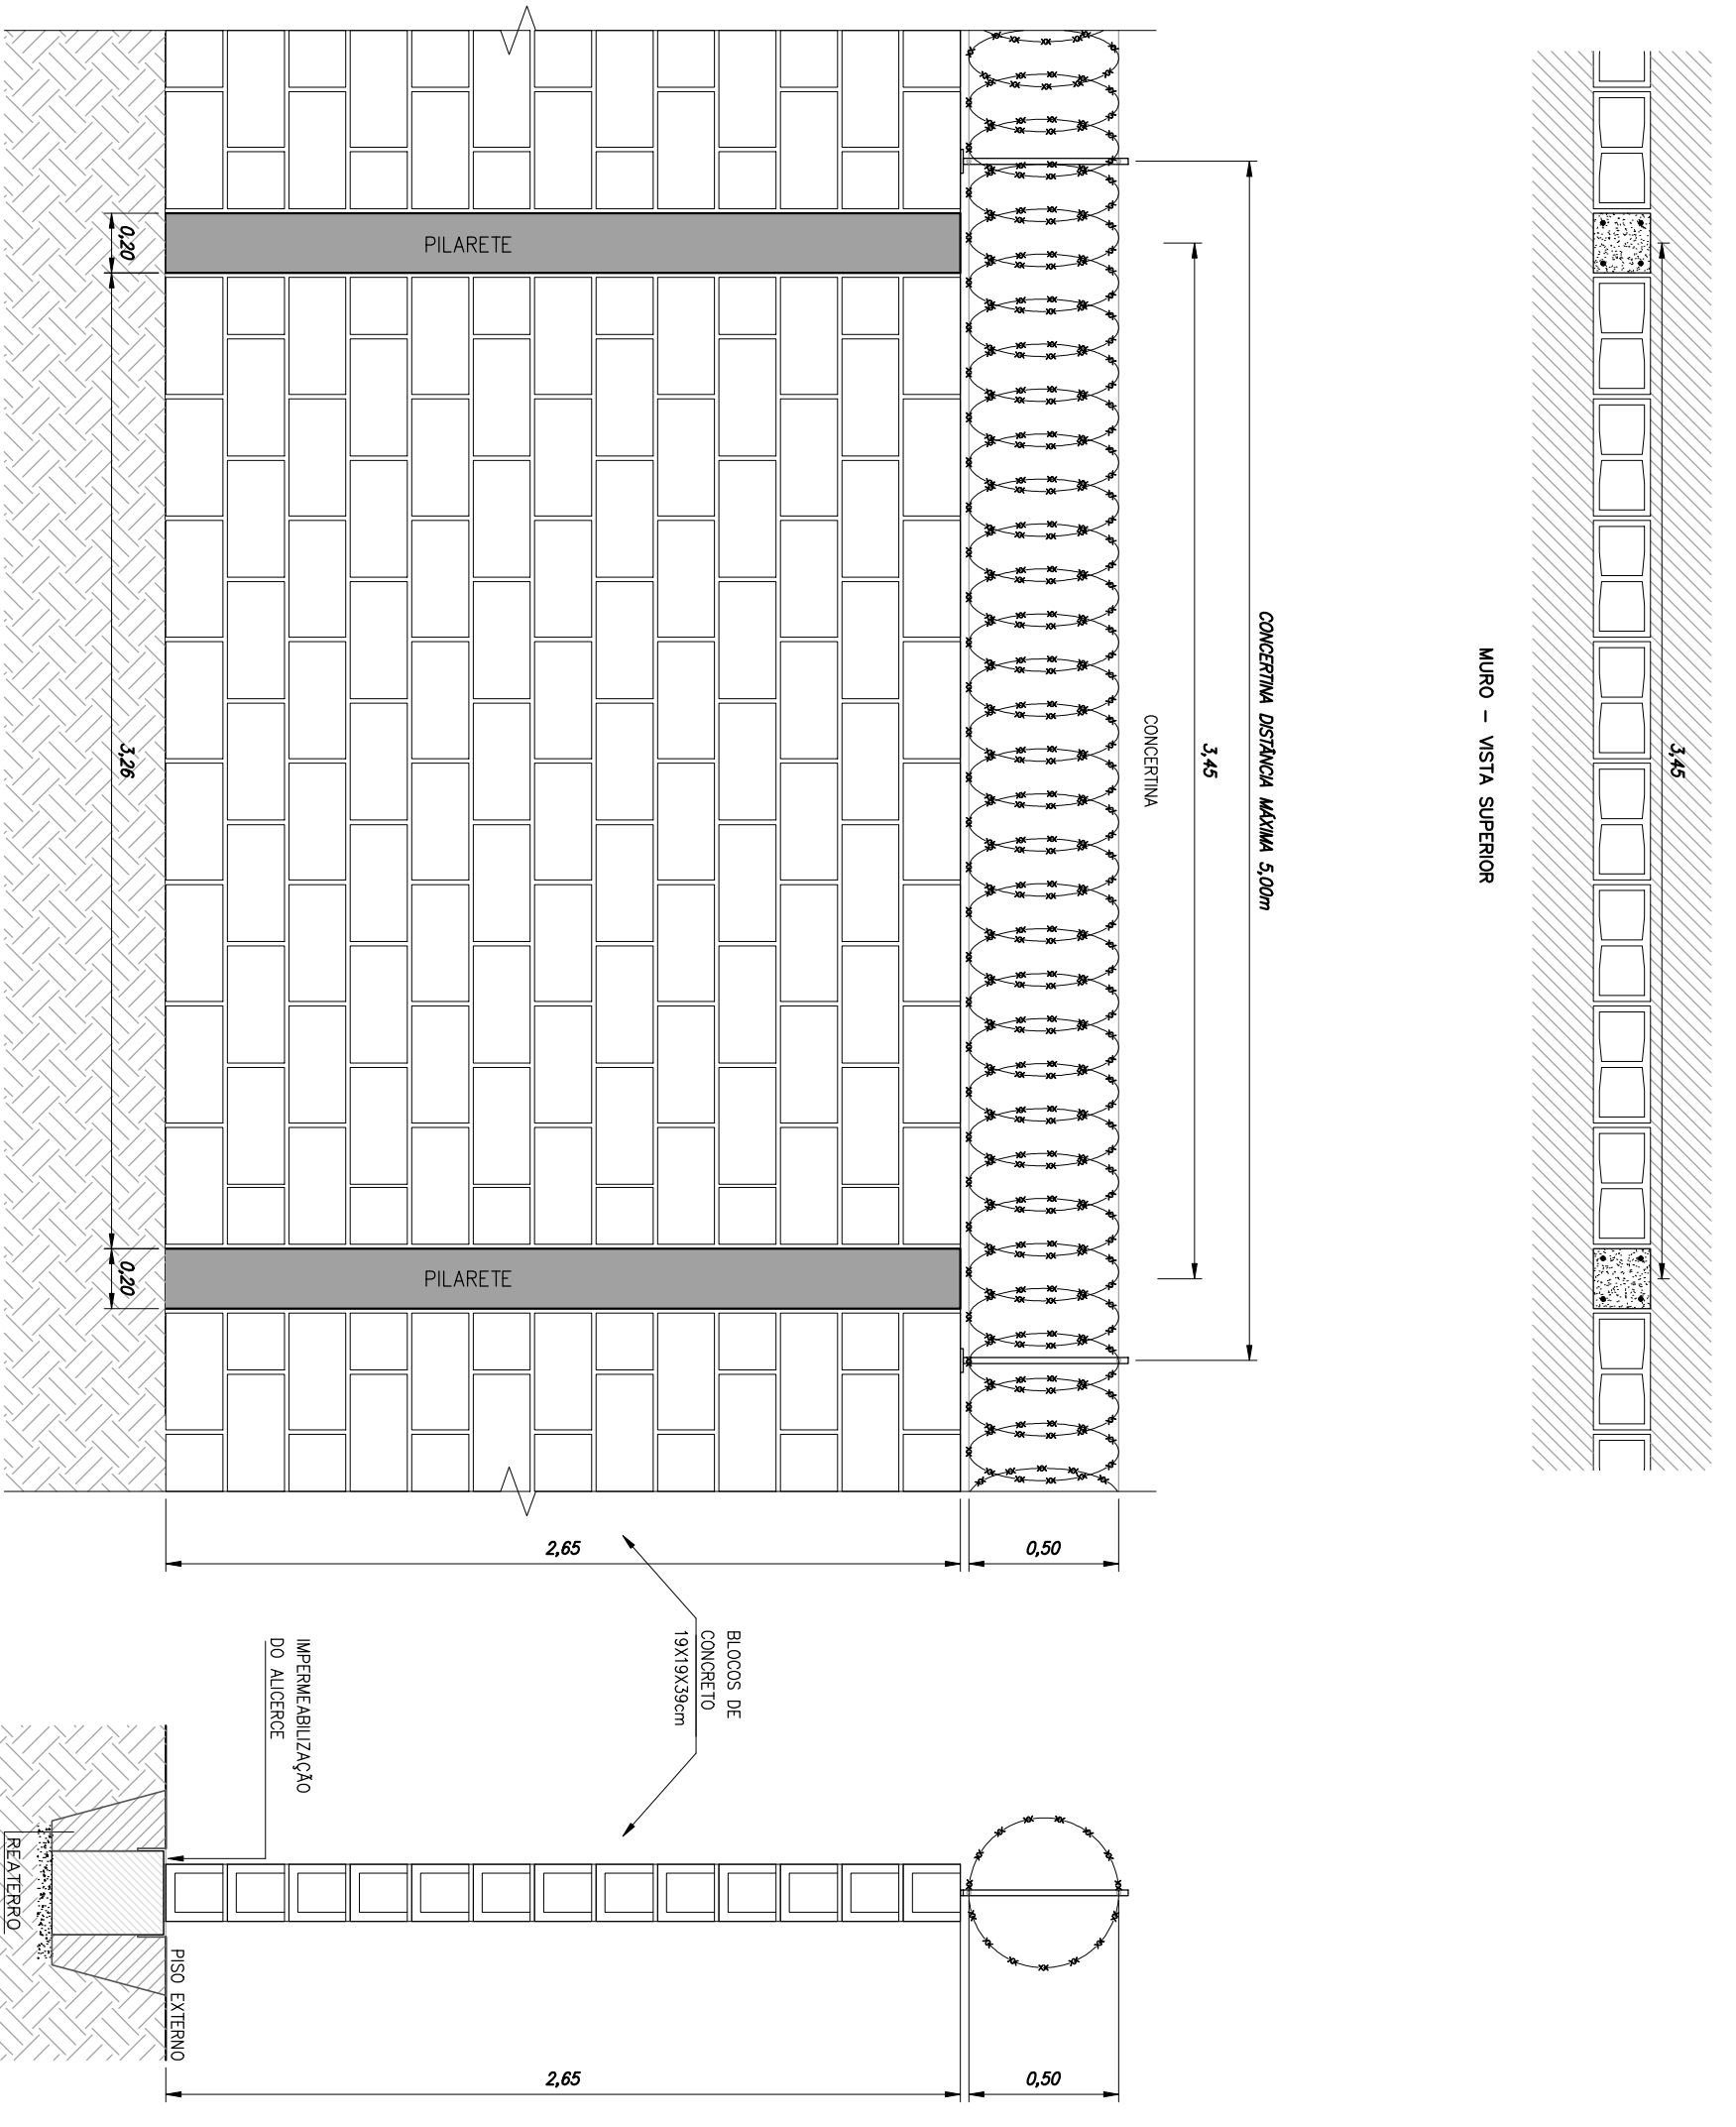 3,45
MURO - VISTA SUPERIOR
CONCERTINA DISTÂNCIA MÁXIMA 5,00m
3,45
CONCERTINA
0,50
0,50
PILARETE
PILARETE
2,65
2,65
BLOCOS DE
CONCRETO
19X19X39cm
IMPERMEABILIZAÇÃO
DO ALICERCE
PISO EXTERNO
0,20
3,26
0,20
REATERRO